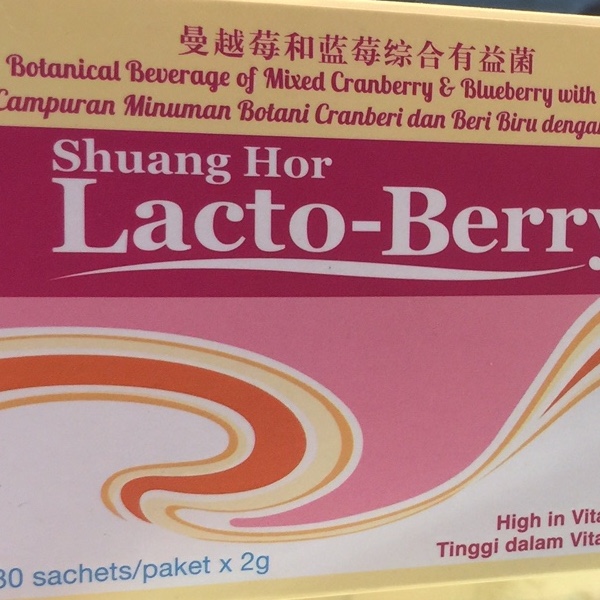 曼越莓和蓝莓综合有益菌
Botanical Beverage of Mixed Cranberry & Blueberry with
Campuran Minuman Botani Cranberi dan Beri Biru
Shuang Hor
Lacto-Berry
High in
Tinggi dalam
30 sachets/paket x 2g